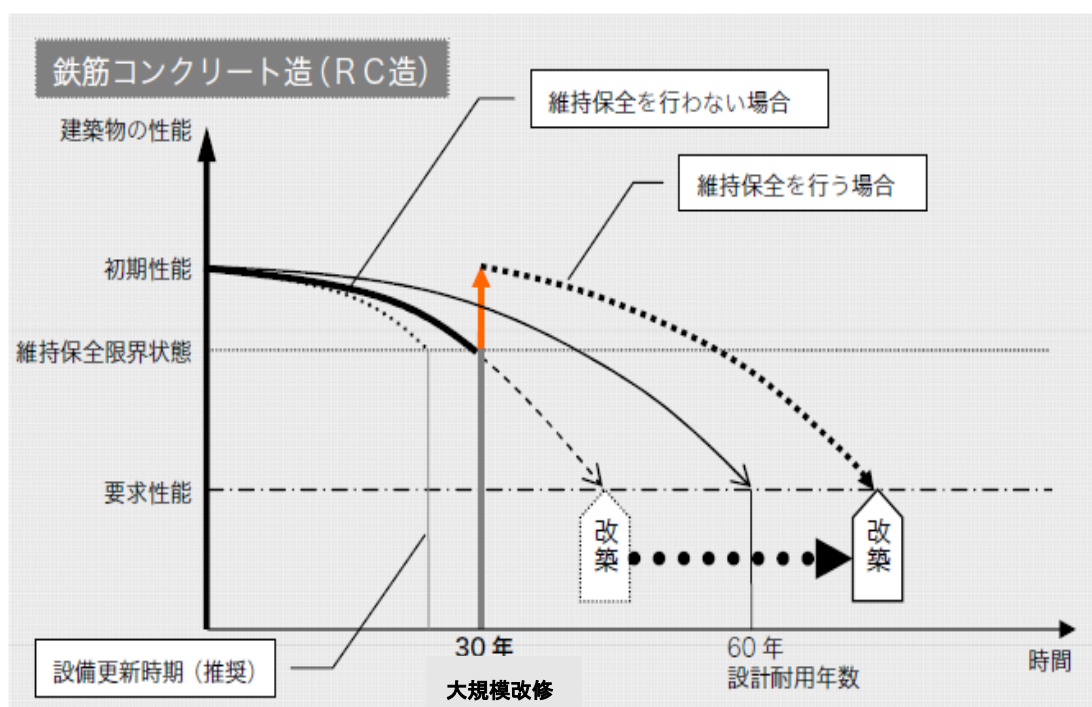 鉄筋コンクリート造(RC造)
維持保全を行わない場合
建築物の性能
維持保全を行う場合
初期性能
維持保全限界状態
要求性能
改築
改築
設備更新時期(推奨)
30年
大規模改修
60年
設計耐用年数
時間